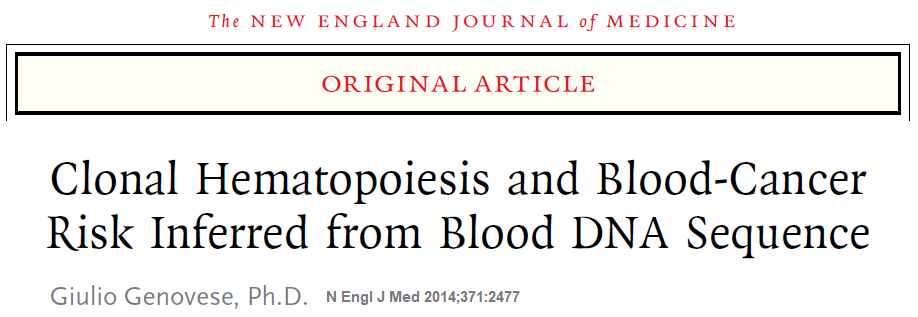 The NEW ENGLAND JOURNAL of MEDICINE
ORIGINAL ARTICLE
Clonal Hematopoiesis and Blood-Cancer
Risk Inferred from Blood DNA Sequence
Giulio Genovese, Ph.D. N Engl J Med 2014;371:2477